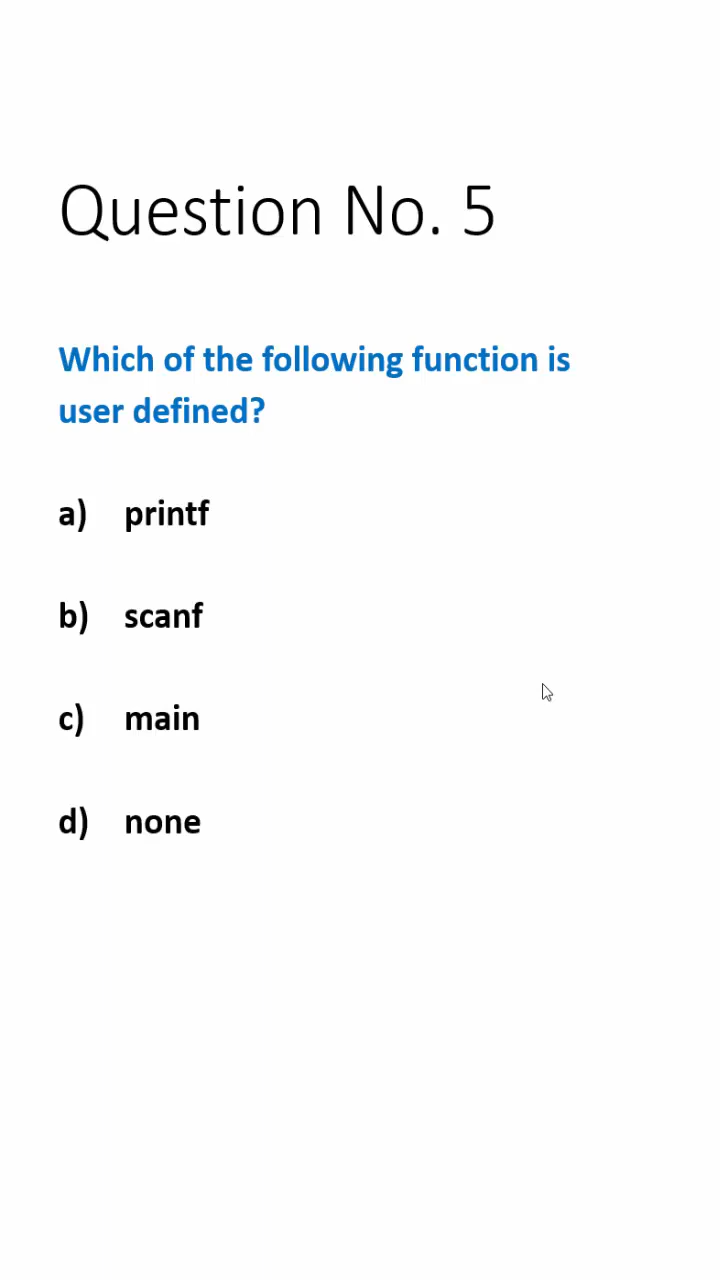 Question No. 5
Which of the following function is
user defined?
a) printf
b) scanf
c) main
d) none